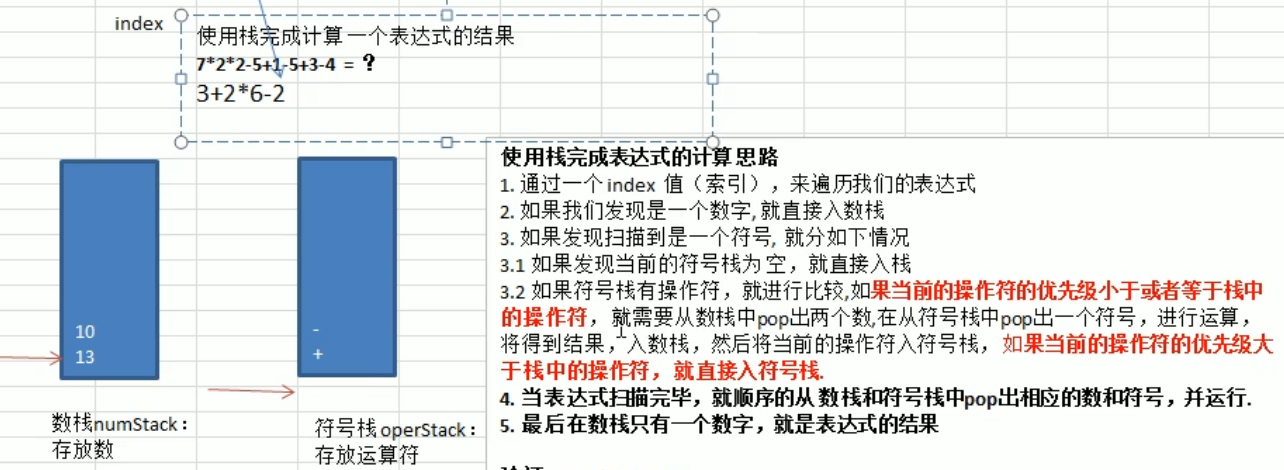 index
使用栈完成计算一个表达式的结果
7*2*2-5+1-5+3-4 = ?
3+2*6-2
使用栈完成表达式的计算思路
1. 通过一个 index 值（索引），来遍历我们的表达式
2. 如果我们发现是一个数字, 就直接入数栈
3. 如果发现扫描到是一个符号, 就分如下情况
3.1 如果发现当前的符号栈为空，就直接入栈
3.2 如果符号栈有操作符，就进行比较,如果当前的操作符的优先级小于或者等于栈中
的操作符，就需要从数栈中pop出两个数,在从符号栈中pop出一个符号，进行运算，
将得到结果，入数栈，然后将当前的操作符入符号栈，如果当前的操作符的优先级大
于栈中的操作符，就直接入符号栈.
4. 当表达式扫描完毕，就顺序的从 数栈和符号栈中pop出相应的数和符号，并运行.
5. 最后在数栈只有一个数字，就是表达式的结果
10
13
-
+
数栈numStack：
存放数
符号栈operStack：
存放运算符